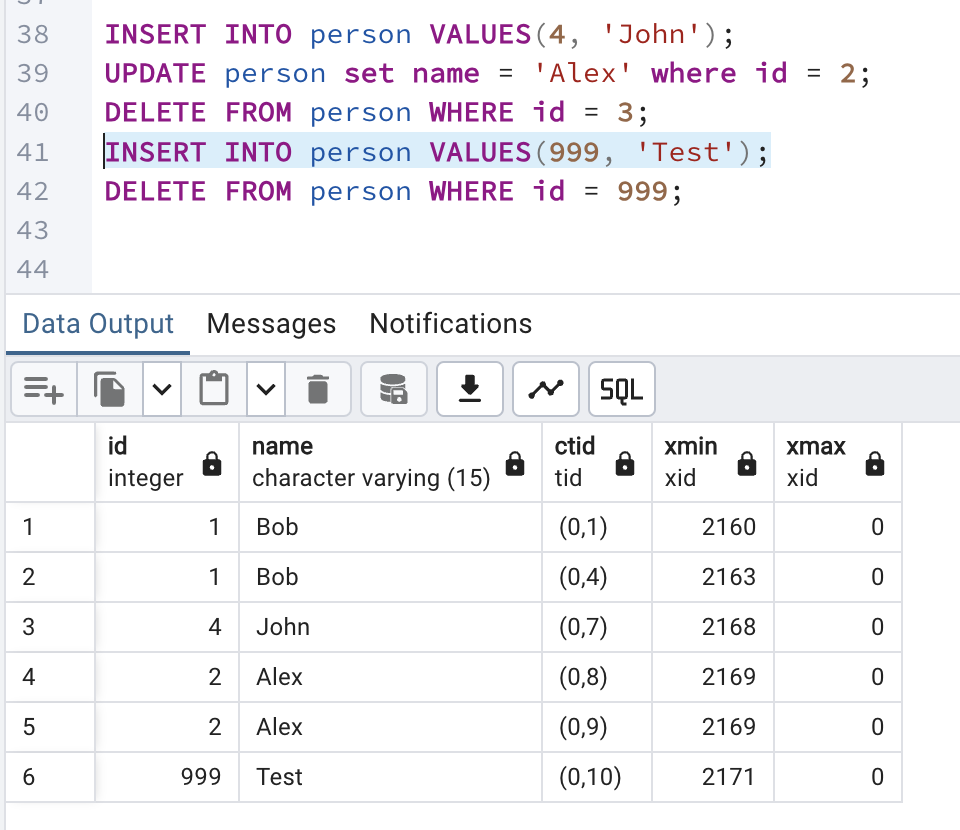 38 INSERT INTO person VALUES(4, 'John');
39 UPDATE person set name = 'Alex' where id = 2;
40 DELETE FROM person WHERE id = 3;
41 INSERT INTO person VALUES(999, 'Test');
42 DELETE FROM person WHERE id = 999;
43
44
Data Output Messages Notifications
SQL
id name ctid xmin xmax
integer character varying (15) tid xid xid
1 1 Bob (0,1) 2160 0
2 1 Bob (0,4) 2163 0
3 4 John (0,7) 2168 0
4 2 Alex (0,8) 2169 0
5 2 Alex (0,9) 2169 0
6 999 Test (0,10) 2171 0